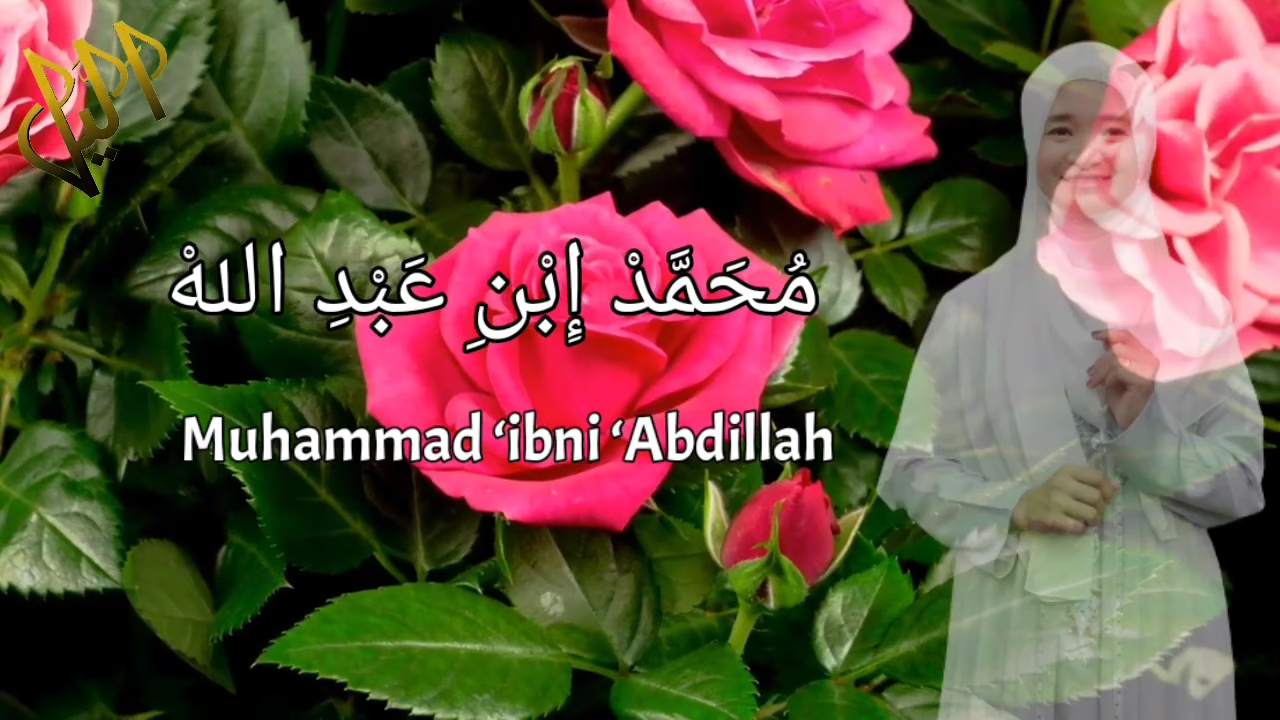 مُحَمَّدْ إِبْنِ عَبْدِ اللهْ
Muhammad ‘ibni ‘Abdillah